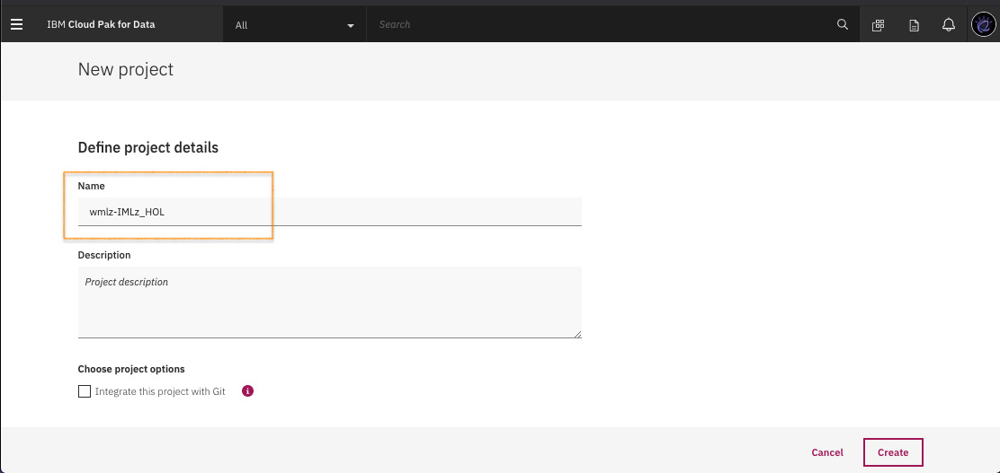 IBM Cloud Pak for Data All Search
New project
Define project details
Name
wmlz-IMLz_HOL
Description
Project description
Choose project options
Integrate this project with Git i
Cancel Create